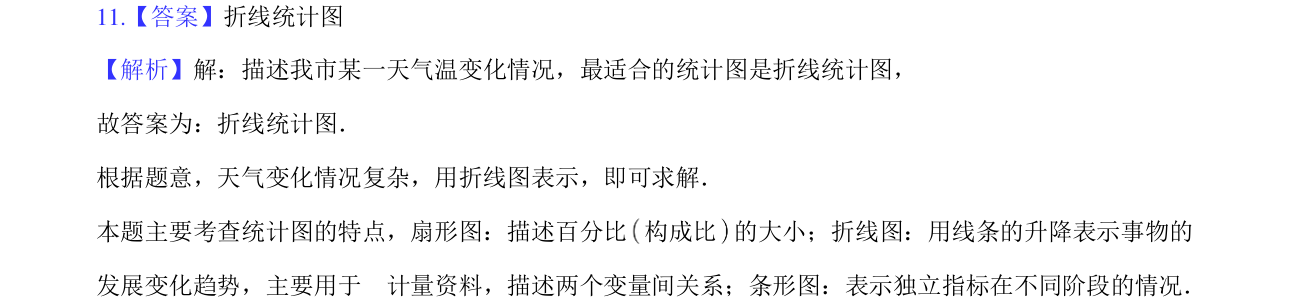 11.【答案】折线统计图
【解析】解：描述我市某一天气温变化情况，最适合的统计图是折线统计图，
故答案为：折线统计图．
根据题意，天气变化情况复杂，用折线图表示，即可求解．
本题主要考查统计图的特点，扇形图：描述百分比(构成比)的大小；折线图：用线条的升降表示事物的
发展变化趋势，主要用于　计量资料，描述两个变量间关系；条形图：表示独立指标在不同阶段的情况．